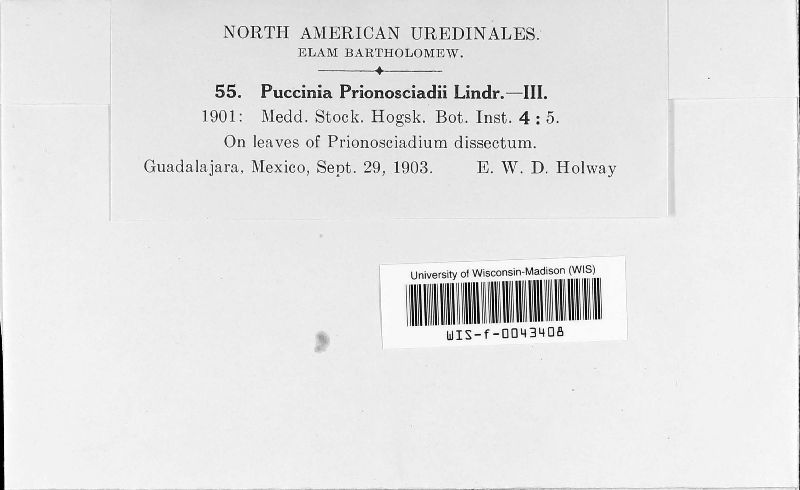 NORTH AMERICAN UREDINALES.
ELAM BARTHOLOMEW.
55. Puccinia Prionosciadii Lindr.—III.
1901: Medd. Stock. Hogsk. Bot. Inst. 4 : 5.
On leaves of Prionosciadium dissectum.
Guadalajara, Mexico, Sept. 29, 1903. E. W. D. Holway
University of Wisconsin-Madison (WIS)
WIS-f-0043408